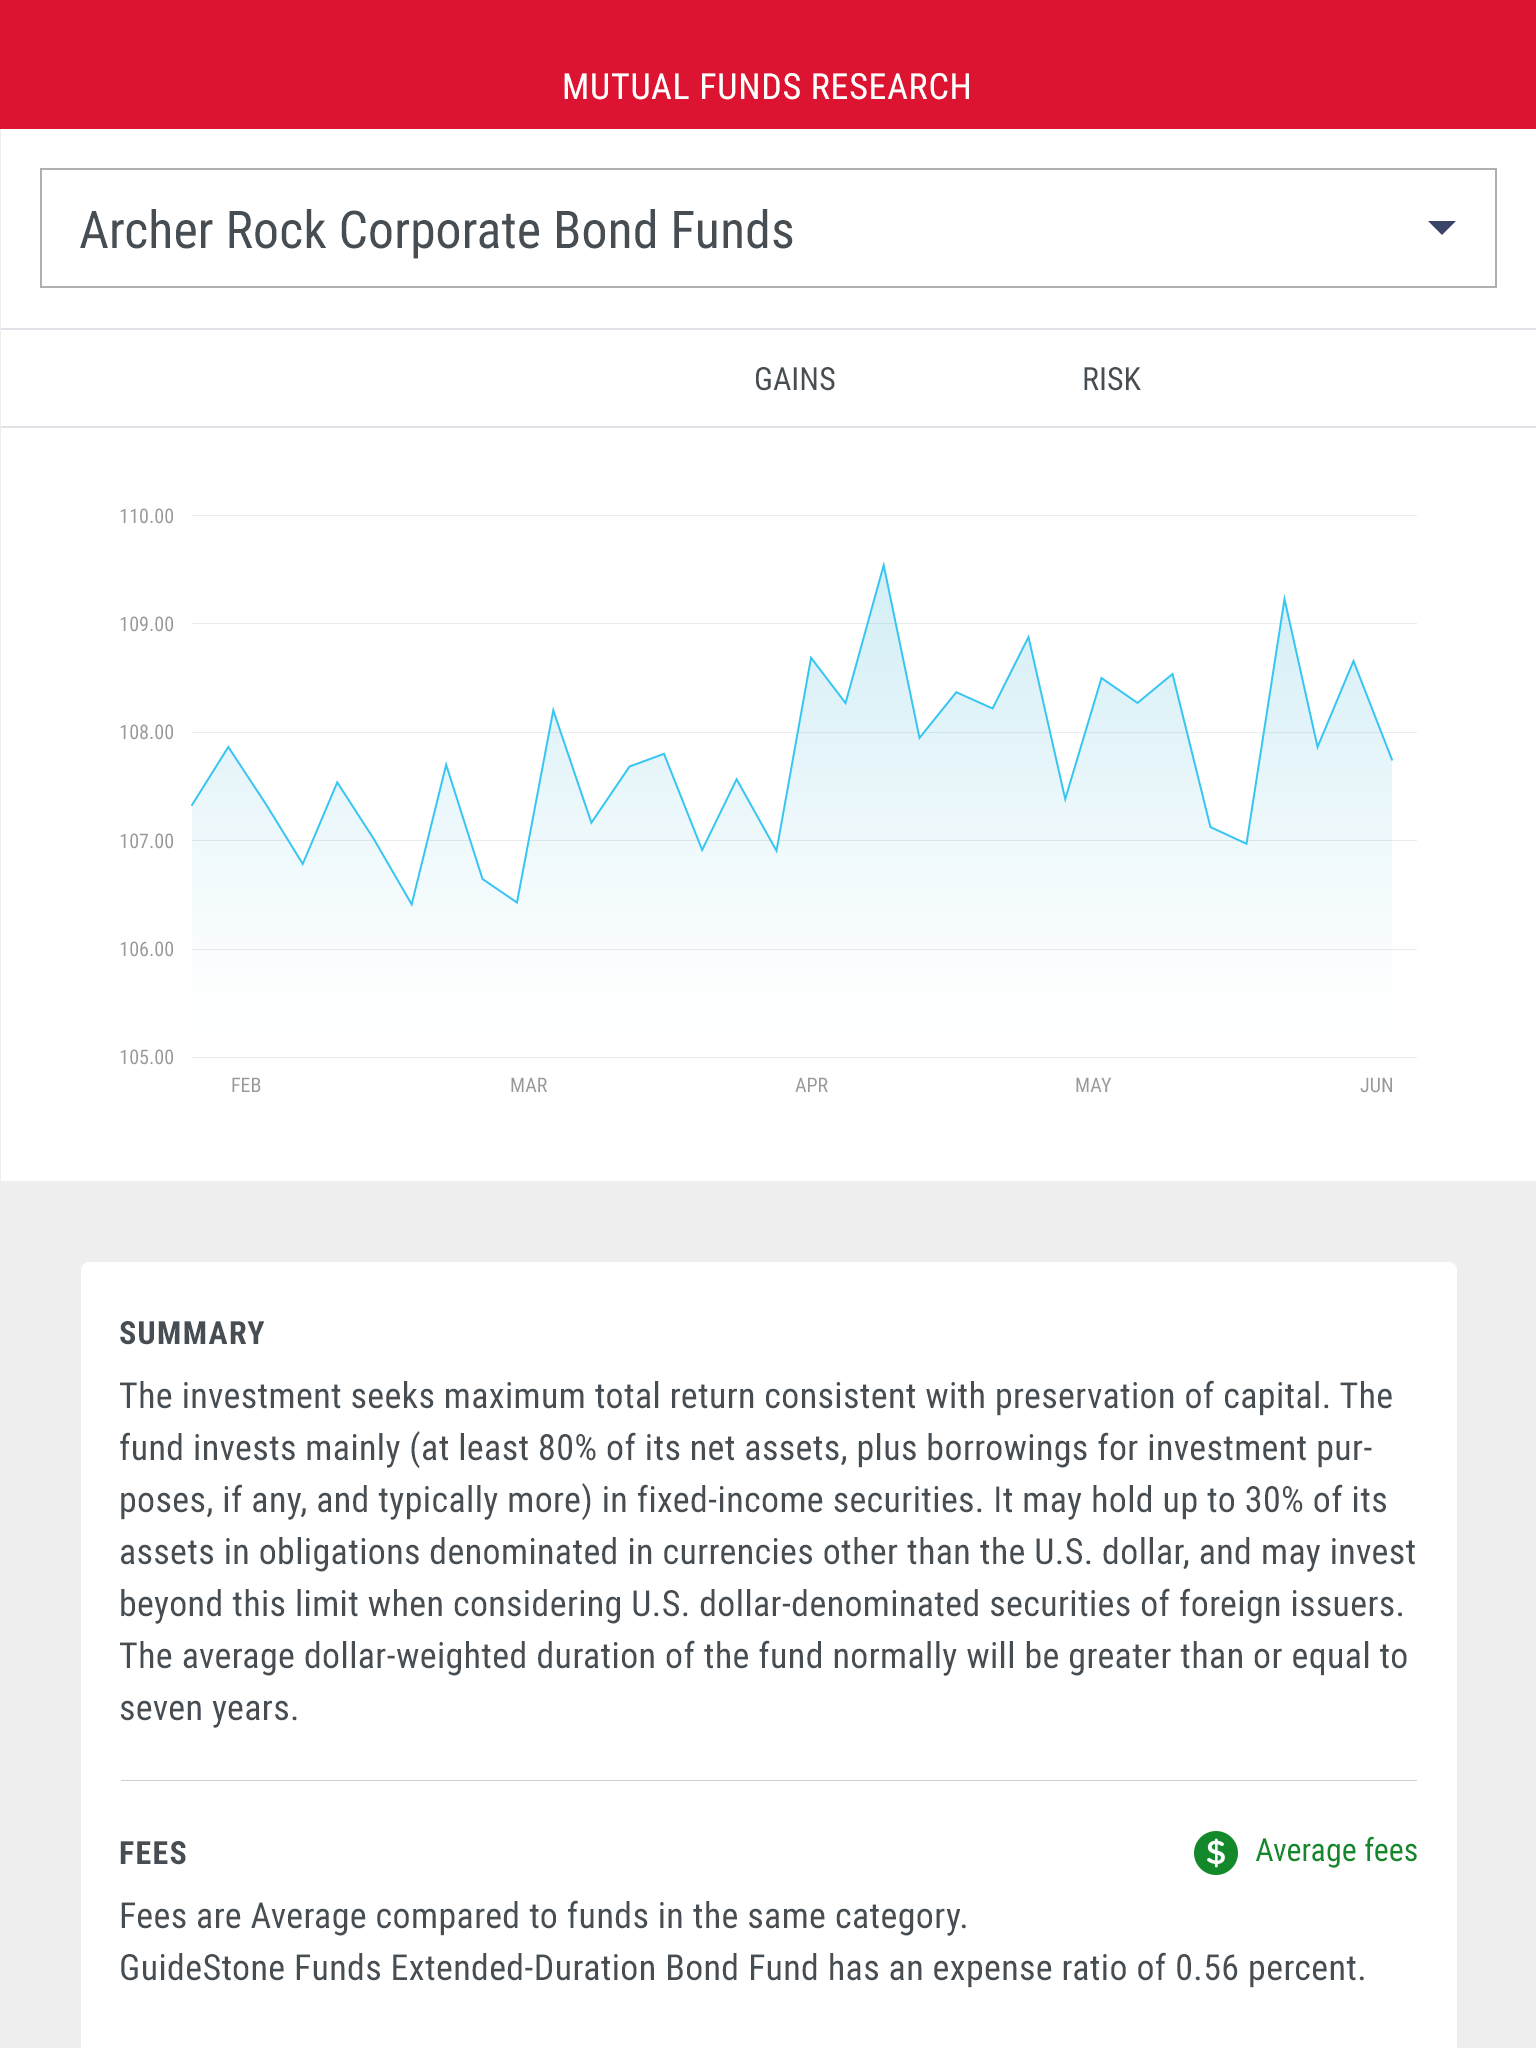 MUTUAL FUNDS RESEARCH
Archer Rock Corporate Bond Funds
GAINS RISK
110.00
109.00
108.00
107.00
106.00
105.00
FEB MAR APR MAY JUN
SUMMARY
The investment seeks maximum total return consistent with preservation of capital. The
fund invests mainly (at least 80% of its net assets, plus borrowings for investment pur-
poses, if any, and typically more) in fixed-income securities. It may hold up to 30% of its
assets in obligations denominated in currencies other than the U.S. dollar, and may invest
beyond this limit when considering U.S. dollar-denominated securities of foreign issuers.
The average dollar-weighted duration of the fund normally will be greater than or equal to
seven years.
FEES $ Average fees
Fees are Average compared to funds in the same category.
GuideStone Funds Extended-Duration Bond Fund has an expense ratio of 0.56 percent.